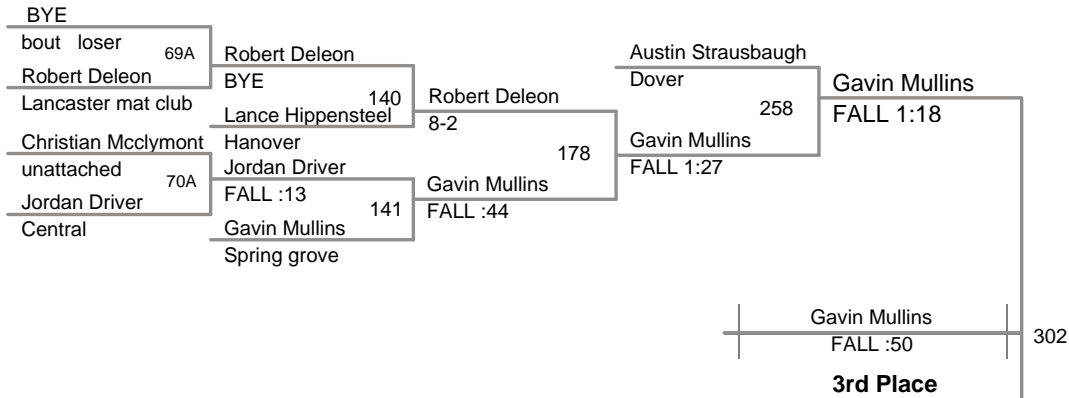 BYE
bout loser
69A
Robert Deleon
Lancaster mat club
Christian Mcclymont
unattached
70A
Jordan Driver
Central
Robert Deleon
BYE
140
Lance Hippensteel
Hanover
Jordan Driver
FALL :13
141
Gavin Mullins
Spring grove
Robert Deleon
8-2
178
Gavin Mullins
FALL :44
Austin Strausbaugh
Dover
258
Gavin Mullins
FALL 1:27
Gavin Mullins
FALL 1:18
Gavin Mullins
FALL :50
302
3rd Place